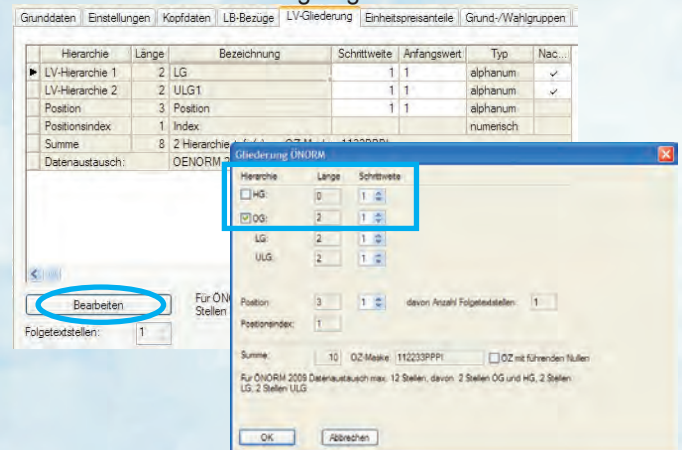 Grunddaten Einstellungen Kopfdaten LB-Bezüge LV-Gliederung Einheitspreisanteile Grund-/Wahlgruppen
Hierarchie Länge Bezeichnung Schrittweite Anfangswert Typ Nac...
LV-Hierarchie 1 2 LG 1 1 alphanum
LV-Hierarchie 2 2 ULG1 1 1 alphanum
Position 3 Position 1 1 alphanum
Positionsindex 1 Index numerisch
Summe 8 2 Hierarchie
Datenaustausch: OENORM
Gliederung ÖNORM
Hierarchie Länge Schrittweite
HG: 0 1
OG: 2 1
LG: 2 1
ULG: 2 1
Bearbeiten
Für ÖN
Stellen
Folgetextstellen: 1
Position 3 1 davon Anzahl Folgetextstellen: 1
Positionsindex: 1
Summe: 10 OZ-Maske 112233PPPI OZ mit führenden Nullen
Für ÖNORM 2009 Datenaustausch max. 12 Stellen, davon 2 Stellen OG und HG, 2 Stellen
LG, 2 Stellen ULG
OK Abbrechen